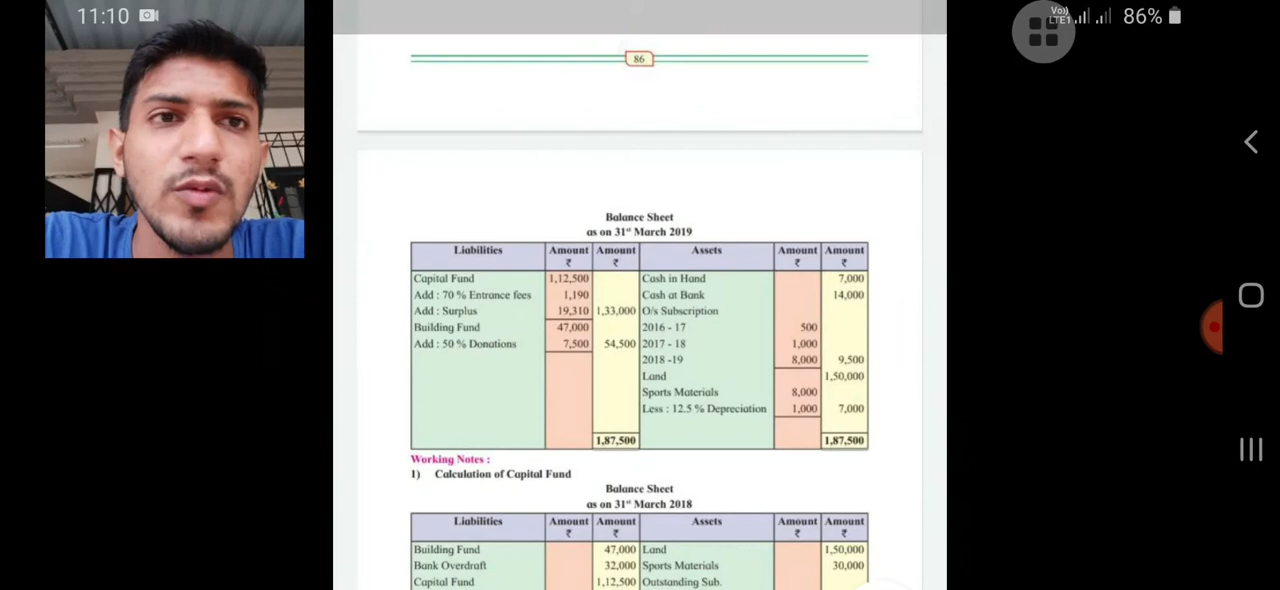 11:10
Vo))
LTE1
86%
86
Balance Sheet
as on 31st March 2019
Liabilities Amount ₹ Amount ₹ Assets Amount ₹ Amount ₹
Capital Fund 1,12,500 Cash in Hand 7,000
Add : 70 % Entrance fees 1,190 Cash at Bank 14,000
Add : Surplus 19,310 1,33,000 O/s Subscription
Building Fund 47,000 2016 - 17 500
Add : 50 % Donations 7,500 54,500 2017 - 18 1,000
2018 -19 8,000 9,500
Land 1,50,000
Sports Materials 8,000
Less : 12.5 % Depreciation 1,000 7,000
1,87,500 1,87,500
Working Notes :
1) Calculation of Capital Fund
Balance Sheet
as on 31st March 2018
Liabilities Amount ₹ Amount ₹ Assets Amount ₹ Amount ₹
Building Fund 47,000 Land 1,50,000
Bank Overdraft 32,000 Sports Materials 30,000
Capital Fund 1,12,500 Outstanding Sub.